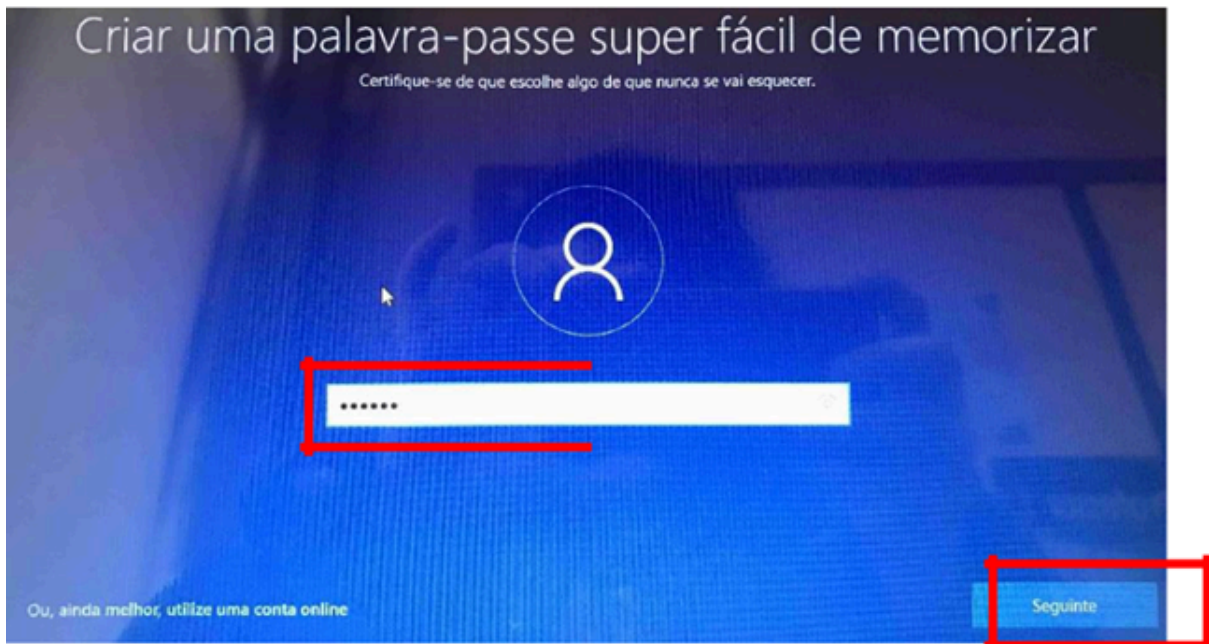 Criar uma palavra-passe super fácil de memorizar
Certifique-se de que escolhe algo de que nunca se vai esquecer.
••••••
Ou, ainda melhor, utilize uma conta online
Seguinte